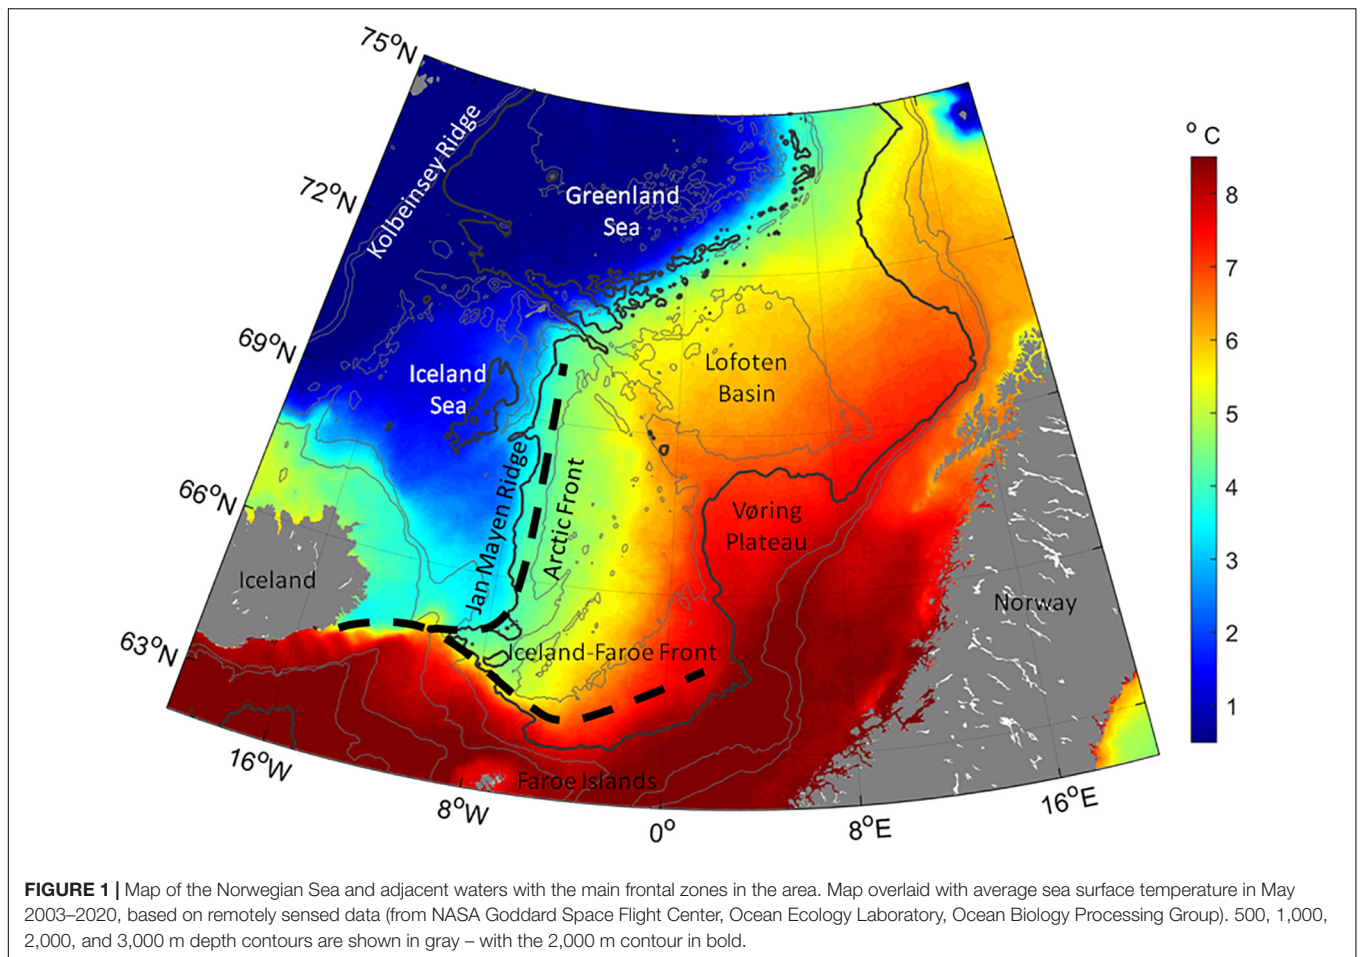 75°N
° C
Kolbeinsey Ridge
8
72°N
Greenland
Sea
7
69°N
6
Lofoten
Basin
Iceland
Sea
5
66°N
Jan Mayen Ridge
Arctic Front
4
Vøring
Plateau
3
Iceland
Norway
63°N
2
Iceland-Faroe Front
1
16°W
Faroe Islands
8°W
0°
8°E
16°E
FIGURE 1 | Map of the Norwegian Sea and adjacent waters with the main frontal zones in the area. Map overlaid with average sea surface temperature in May
2003–2020, based on remotely sensed data (from NASA Goddard Space Flight Center, Ocean Ecology Laboratory, Ocean Biology Processing Group). 500, 1,000,
2,000, and 3,000 m depth contours are shown in gray – with the 2,000 m contour in bold.